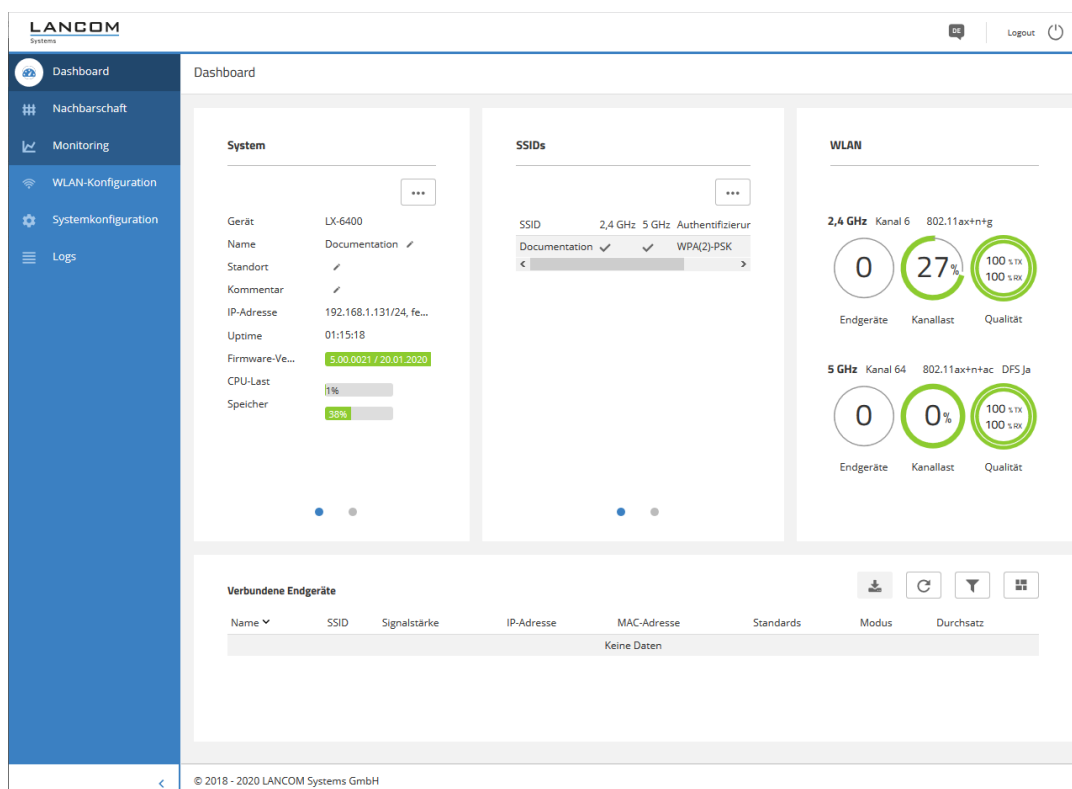 LANCOM
Systems
DE
Logout
Dashboard
Nachbarschaft
Monitoring
WLAN-Konfiguration
Systemkonfiguration
Logs
Dashboard
System
...
Gerät LX-6400
Name Documentation
Standort
Kommentar
IP-Adresse 192.168.1.131/24, fe...
Uptime 01:15:18
Firmware-Ve... 5.00.0021 / 20.01.2020
CPU-Last 1%
Speicher 38%
SSIDs
...
SSID 2,4 GHz 5 GHz Authentifizierur
Documentation WPA(2)-PSK
WLAN
2,4 GHz Kanal 6 802.11ax+n+g
0 27% 100 %TX
100 %RX
Endgeräte Kanallast Qualität
5 GHz Kanal 64 802.11ax+n+ac DFS Ja
0 0% 100 %TX
100 %RX
Endgeräte Kanallast Qualität
Verbundene Endgeräte
Name SSID Signalstärke IP-Adresse MAC-Adresse Standards Modus Durchsatz
Keine Daten
© 2018 - 2020 LANCOM Systems GmbH